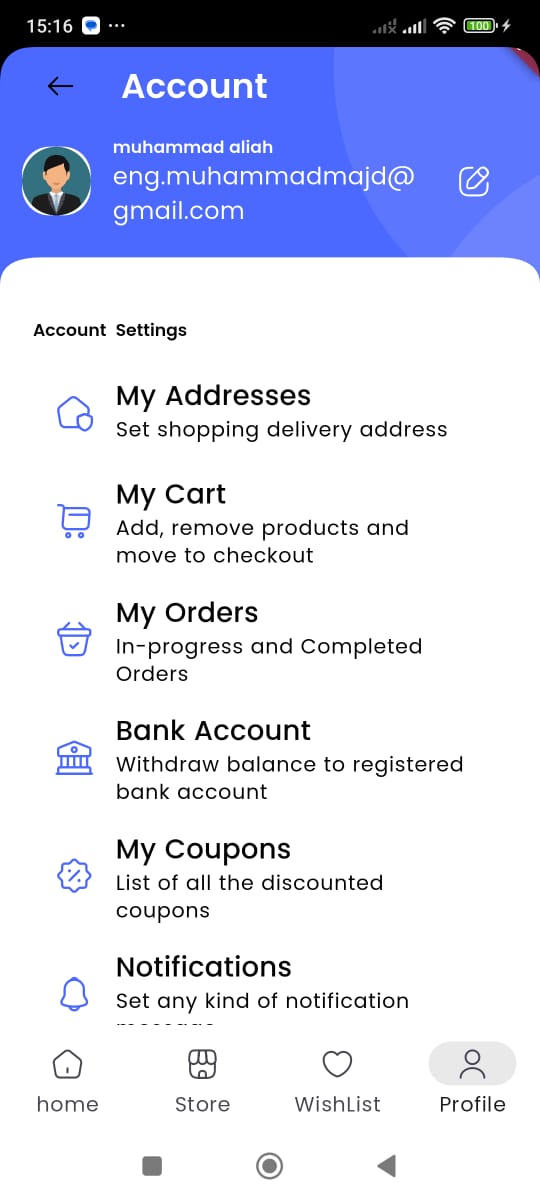 15:16
100
Account
muhammad aliah
eng.muhammadmajd@
gmail.com
Account Settings
My Addresses
Set shopping delivery address
My Cart
Add, remove products and
move to checkout
My Orders
In-progress and Completed
Orders
Bank Account
Withdraw balance to registered
bank account
My Coupons
List of all the discounted
coupons
Notifications
Set any kind of notification
home
Store
WishList
Profile